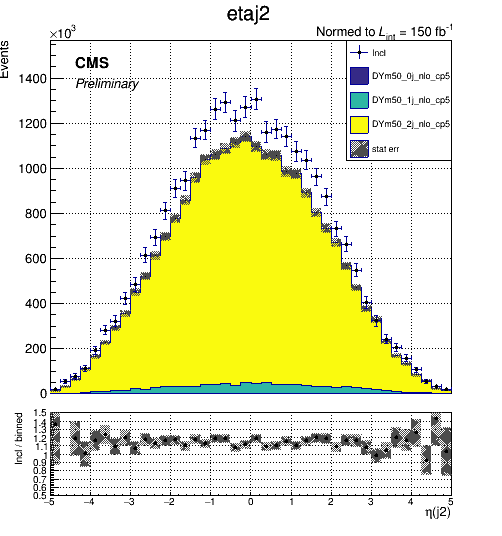 etaj2
×10³
Normed to L_int = 150 fb⁻¹
Events
CMS
Preliminary
Incl
DYm50_0j_nlo_cp5
DYm50_1j_nlo_cp5
DYm50_2j_nlo_cp5
stat err
1400
1200
1000
800
600
400
200
0
Incl / binned
1.5
1.4
1.3
1.2
1.1
1
0.9
0.8
0.7
0.6
0.5
−5 −4 −3 −2 −1 0 1 2 3 4 5
η(j2)